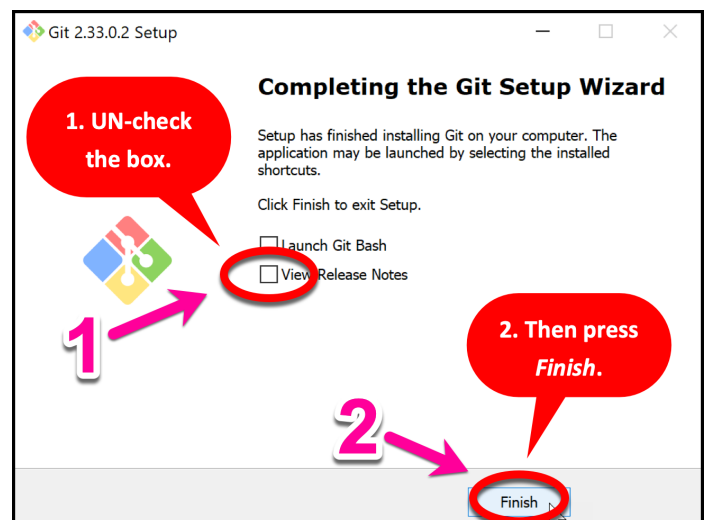 Git 2.33.0.2 Setup
Completing the Git Setup Wizard
1. UN-check
the box.
Setup has finished installing Git on your computer. The
application may be launched by selecting the installed
shortcuts.
Click Finish to exit Setup.
Launch Git Bash
View Release Notes
1
2. Then press
Finish.
2
Finish